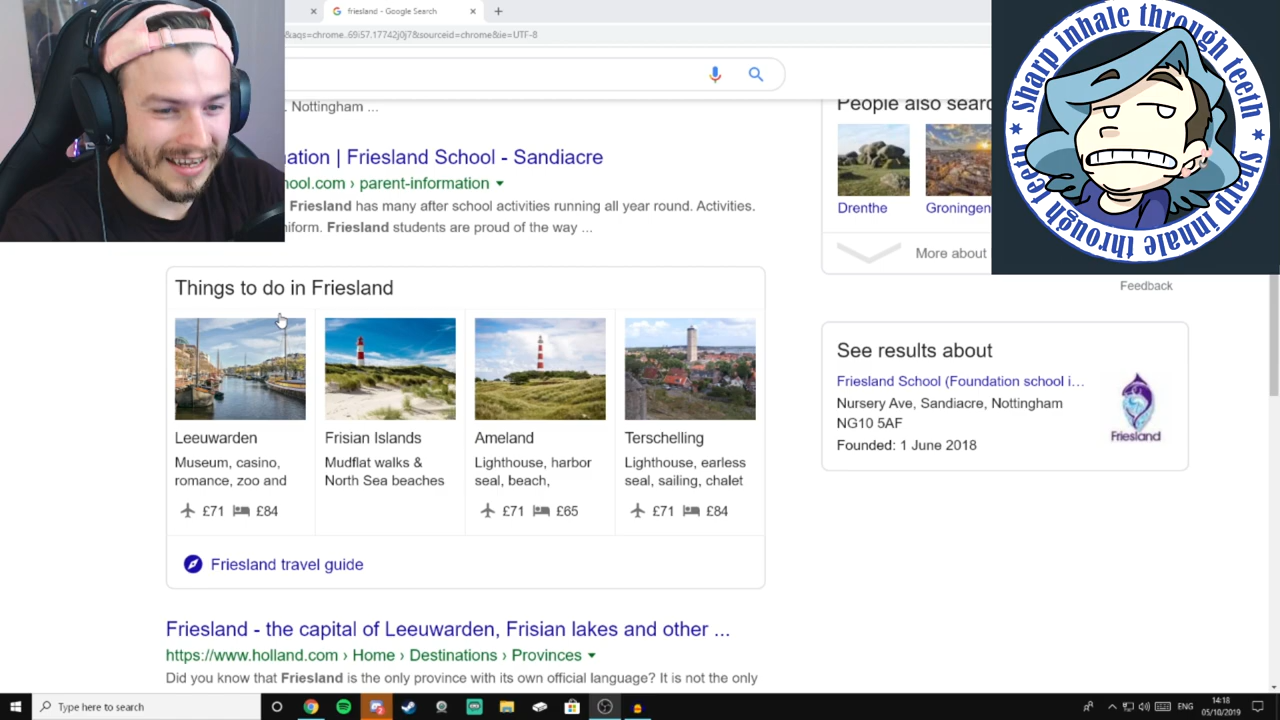 friesland - Google Search
&aqs=chrome..69i57.17742j0j7&sourceid=chrome&ie=UTF-8
. Nottingham ...
ation | Friesland School - Sandiacre
ool.com › parent-information
Friesland has many after school activities running all year round. Activities.
iform. Friesland students are proud of the way ...
Things to do in Friesland
Leeuwarden
Museum, casino,
romance, zoo and
£71 £84
Frisian Islands
Mudflat walks &
North Sea beaches
Ameland
Lighthouse, harbor
seal, beach,
£71 £65
Terschelling
Lighthouse, earless
seal, sailing, chalet
£71 £84
Friesland travel guide
Friesland - the capital of Leeuwarden, Frisian lakes and other ...
https://www.holland.com › Home › Destinations › Provinces
Did you know that Friesland is the only province with its own official language? It is not the only
People also searc
Drenthe
Groningen
More about
Feedback
See results about
Friesland School (Foundation school i...
Nursery Ave, Sandiacre, Nottingham
NG10 5AF
Founded: 1 June 2018
Friesland
Sharp inhale through teeth
Sharp inhale through teeth
Type here to search
ENG
14:18
05/10/2019